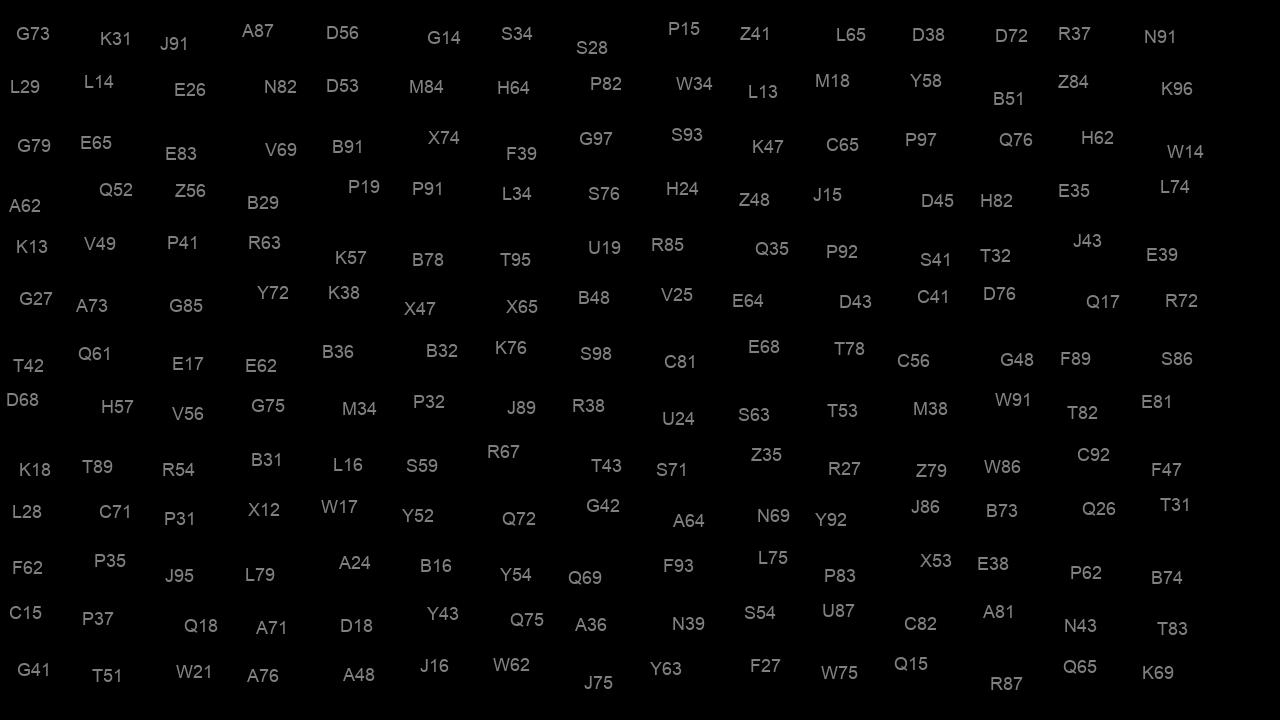 G73 K31 J91 A87 D56 G14 S34 S28 P15 Z41 L65 D38 D72 R37 N91
L29 L14 E26 N82 D53 M84 H64 P82 W34 L13 M18 Y58 B51 Z84 K96
G79 E65 E83 V69 B91 X74 F39 G97 S93 K47 C65 P97 Q76 H62 W14
A62 Q52 Z56 B29 P19 P91 L34 S76 H24 Z48 J15 D45 H82 E35 L74
K13 V49 P41 R63 K57 B78 T95 U19 R85 Q35 P92 S41 T32 J43 E39
G27 A73 G85 Y72 K38 X47 X65 B48 V25 E64 D43 C41 D76 Q17 R72
T42 Q61 E17 E62 B36 B32 K76 S98 C81 E68 T78 C56 G48 F89 S86
D68 H57 V56 G75 M34 P32 J89 R38 U24 S63 T53 M38 W91 T82 E81
K18 T89 R54 B31 L16 S59 R67 T43 S71 Z35 R27 Z79 W86 C92 F47
L28 C71 P31 X12 W17 Y52 Q72 G42 A64 N69 Y92 J86 B73 Q26 T31
F62 P35 J95 L79 A24 B16 Y54 Q69 F93 L75 P83 X53 E38 P62 B74
C15 P37 Q18 A71 D18 Y43 Q75 A36 N39 S54 U87 C82 A81 N43 T83
G41 T51 W21 A76 A48 J16 W62 J75 Y63 F27 W75 Q15 R87 Q65 K69